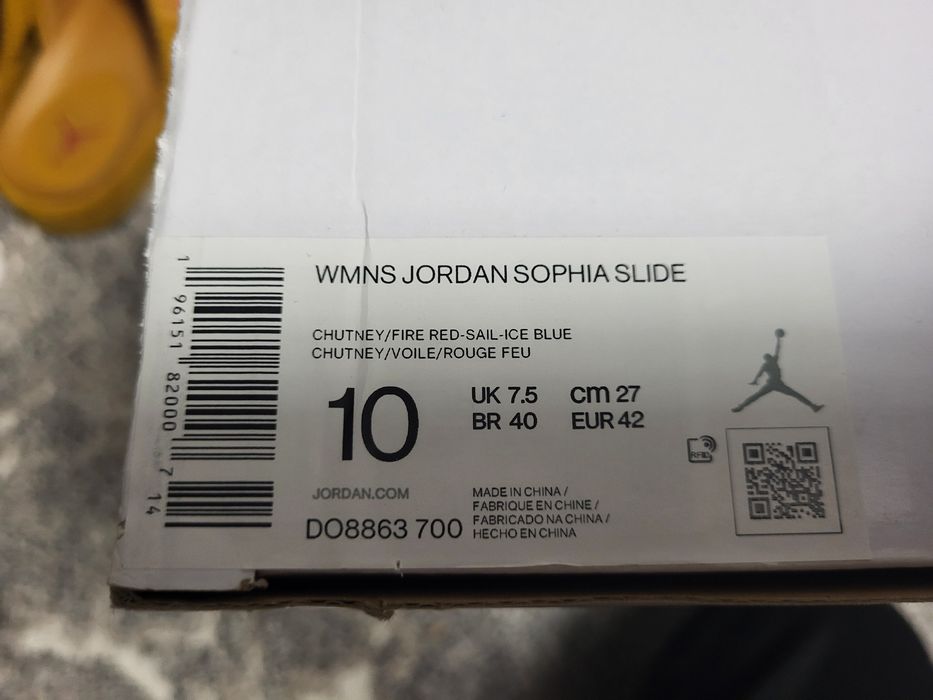 WMNS JORDAN SOPHIA SLIDE
CHUTNEY/FIRE RED-SAIL-ICE BLUE
CHUTNEY/VOILE/ROUGE FEU
10
UK 7.5 cm 27
BR 40 EUR 42
RFID
JORDAN.COM
DO8863 700
MADE IN CHINA /
FABRIQUE EN CHINE /
FABRICADO NA CHINA /
HECHO EN CHINA
1 96151 82000 7 14